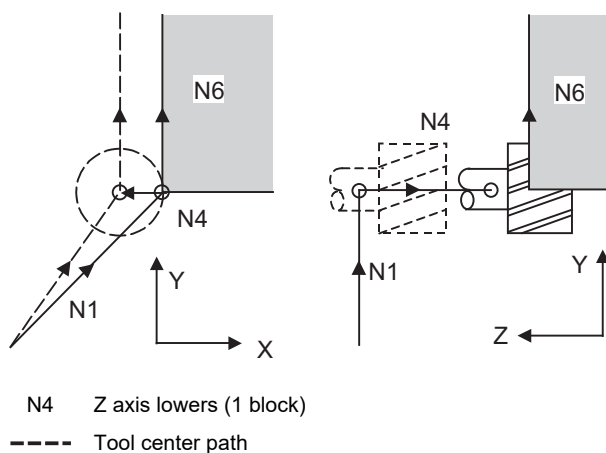 N6
N4
N1
Y
X
N6
N4
N1
Y
Z
N4 Z axis lowers (1 block)
Tool center path